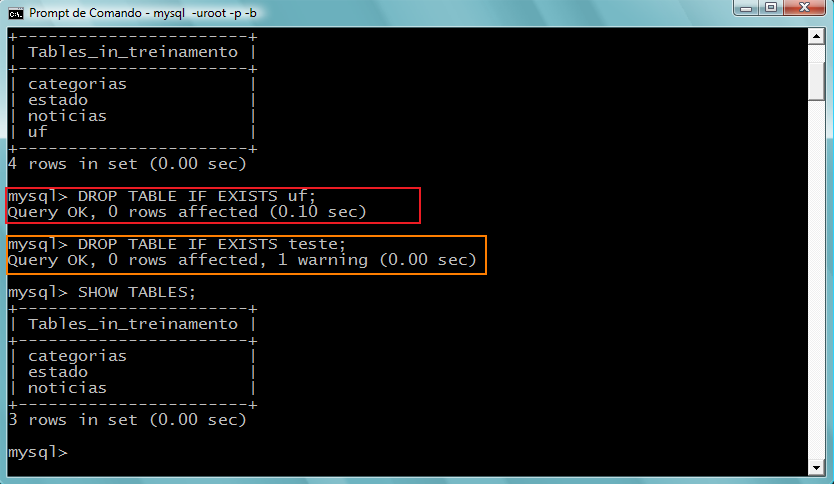 Prompt de Comando - mysql  -uroot -p -b
+------------------------+
| Tables_in_treinamento |
+------------------------+
| categorias            |
| estado                |
| noticias              |
| uf                    |
+------------------------+
4 rows in set (0.00 sec)
mysql> DROP TABLE IF EXISTS uf;
Query OK, 0 rows affected (0.10 sec)
mysql> DROP TABLE IF EXISTS teste;
Query OK, 0 rows affected, 1 warning (0.00 sec)
mysql> SHOW TABLES;
+------------------------+
| Tables_in_treinamento |
+------------------------+
| categorias            |
| estado                |
| noticias              |
+------------------------+
3 rows in set (0.00 sec)
mysql>